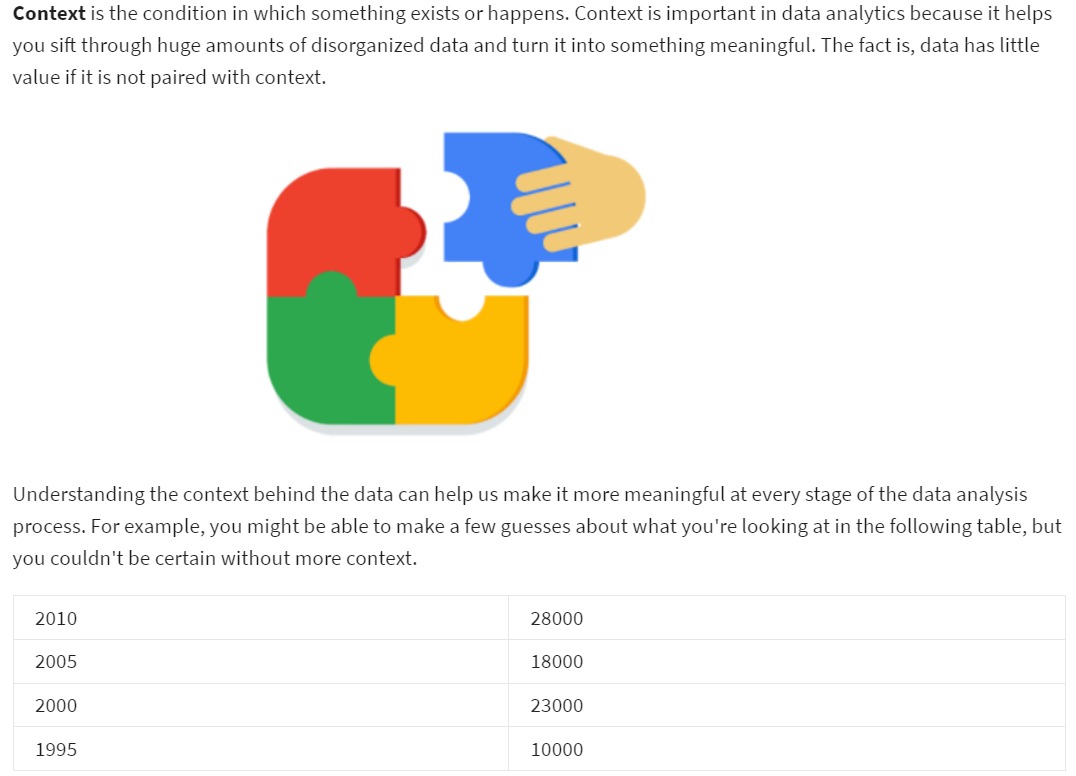 Context is the condition in which something exists or happens. Context is important in data analytics because it helps
you sift through huge amounts of disorganized data and turn it into something meaningful. The fact is, data has little
value if it is not paired with context.
Understanding the context behind the data can help us make it more meaningful at every stage of the data analysis
process. For example, you might be able to make a few guesses about what you're looking at in the following table, but
you couldn't be certain without more context.
2010 28000
2005 18000
2000 23000
1995 10000